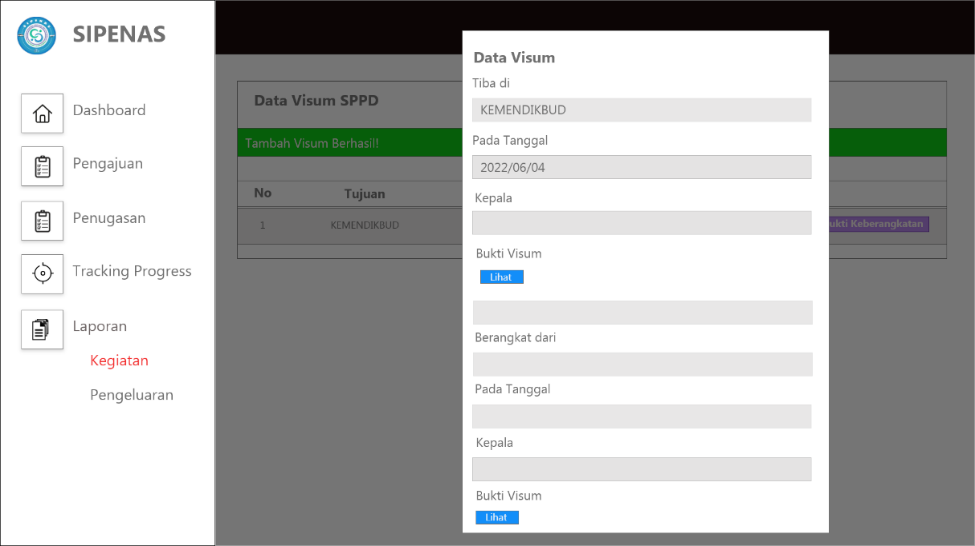 SIPENAS
Dashboard
Pengajuan
Penugasan
Tracking Progress
Laporan
Kegiatan
Pengeluaran
Data Visum SPPD
Tambah Visum Berhasil!!
No Tujuan
1 KEMENDIKBUD
Keberangkatan
Data Visum
Tiba di
KEMENDIKBUD
Pada Tanggal
2022/06/04
Kepala
Bukti Visum
Lihat
Berangkat dari
Pada Tanggal
Kepala
Bukti Visum
Lihat